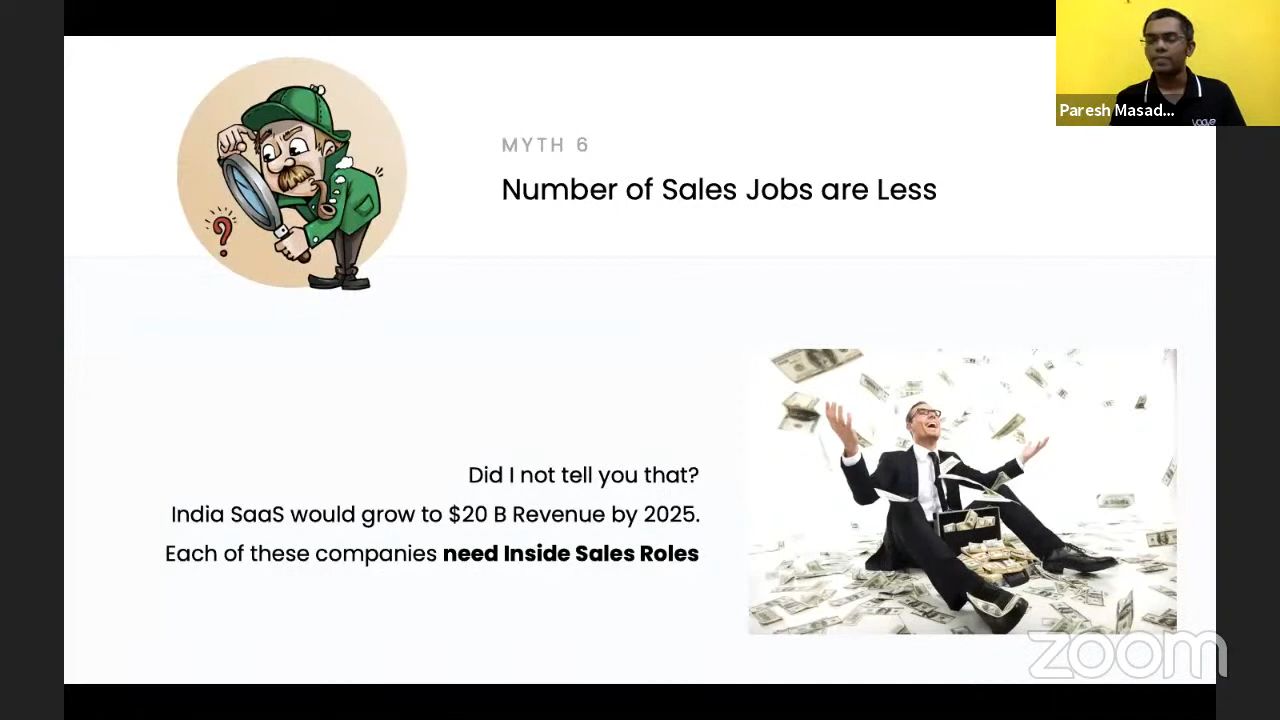 Paresh Masad...
MYTH 6
Number of Sales Jobs are Less
?
Did I not tell you that?
India SaaS would grow to $20 B Revenue by 2025.
Each of these companies need Inside Sales Roles
zoom